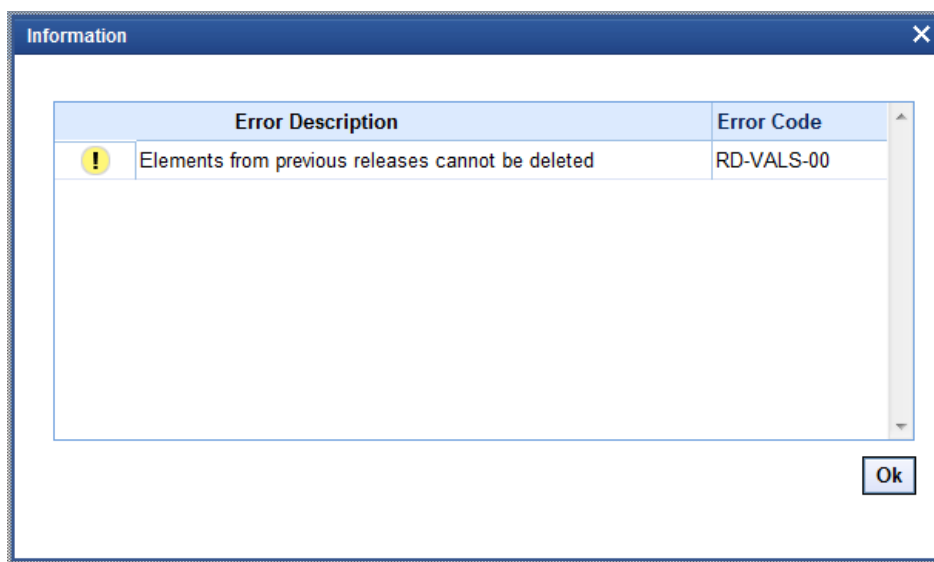 Information
Error Description Error Code
! Elements from previous releases cannot be deleted RD-VALS-00
Ok